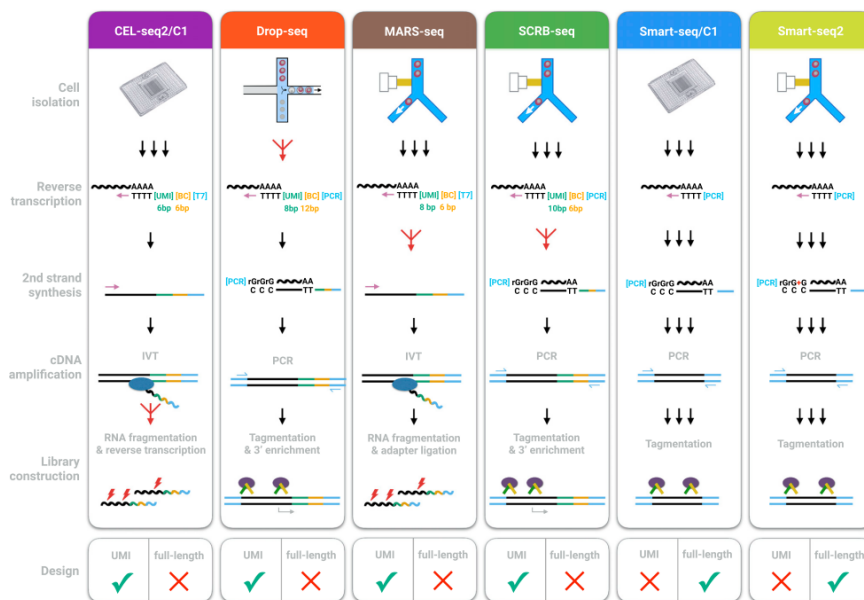 CEL-seq2/C1
Drop-seq
MARS-seq
SCRB-seq
Smart-seq/C1
Smart-seq2
Cell
isolation
Reverse
transcription
AAAA
TTTT [UMI] [BC] [T7]
6bp 6bp
AAAA
TTTT [UMI] [BC] [PCR]
8bp 12bp
AAAA
TTTT [UMI] [BC] [T7]
8 bp 6 bp
AAAA
TTTT [UMI] [BC] [PCR]
10bp 6bp
AAAA
TTTT [PCR]
AAAA
TTTT [PCR]
2nd strand
synthesis
[PCR] rGrGrG AA
C C C TT
[PCR] rGrGrG AA
C C C TT
[PCR] rGrGrG AA
C C C TT
[PCR] rGrG+G AA
C C C TT
cDNA
amplification
IVT
PCR
IVT
PCR
PCR
PCR
Library
construction
RNA fragmentation
& reverse transcription
Tagmentation
& 3' enrichment
RNA fragmentation
& adapter ligation
Tagmentation
& 3' enrichment
Tagmentation
Tagmentation
Design
UMI full-length
UMI full-length
UMI full-length
UMI full-length
UMI full-length
UMI full-length